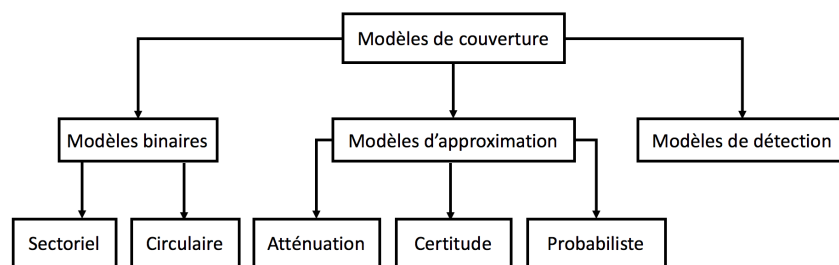 Modèles de couverture
Modèles binaires
Modèles d'approximation
Modèles de détection
Sectoriel
Circulaire
Atténuation
Certitude
Probabiliste